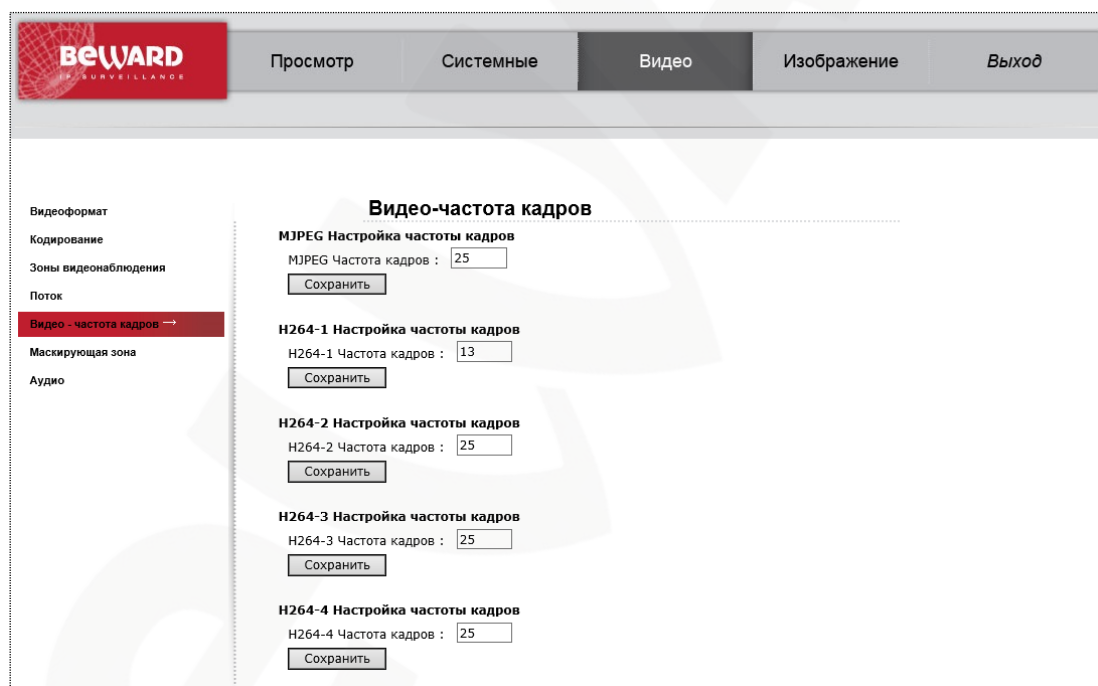 BEWARD
IP SURVEILLANCE
Просмотр Системные Видео Изображение Выход
Видеоформат
Кодирование
Зоны видеонаблюдения
Поток
Видео - частота кадров →
Маскирующая зона
Аудио
Видео-частота кадров
MJPEG Настройка частоты кадров
MJPEG Частота кадров : 25
Сохранить
H264-1 Настройка частоты кадров
H264-1 Частота кадров : 13
Сохранить
H264-2 Настройка частоты кадров
H264-2 Частота кадров : 25
Сохранить
H264-3 Настройка частоты кадров
H264-3 Частота кадров : 25
Сохранить
H264-4 Настройка частоты кадров
H264-4 Частота кадров : 25
Сохранить